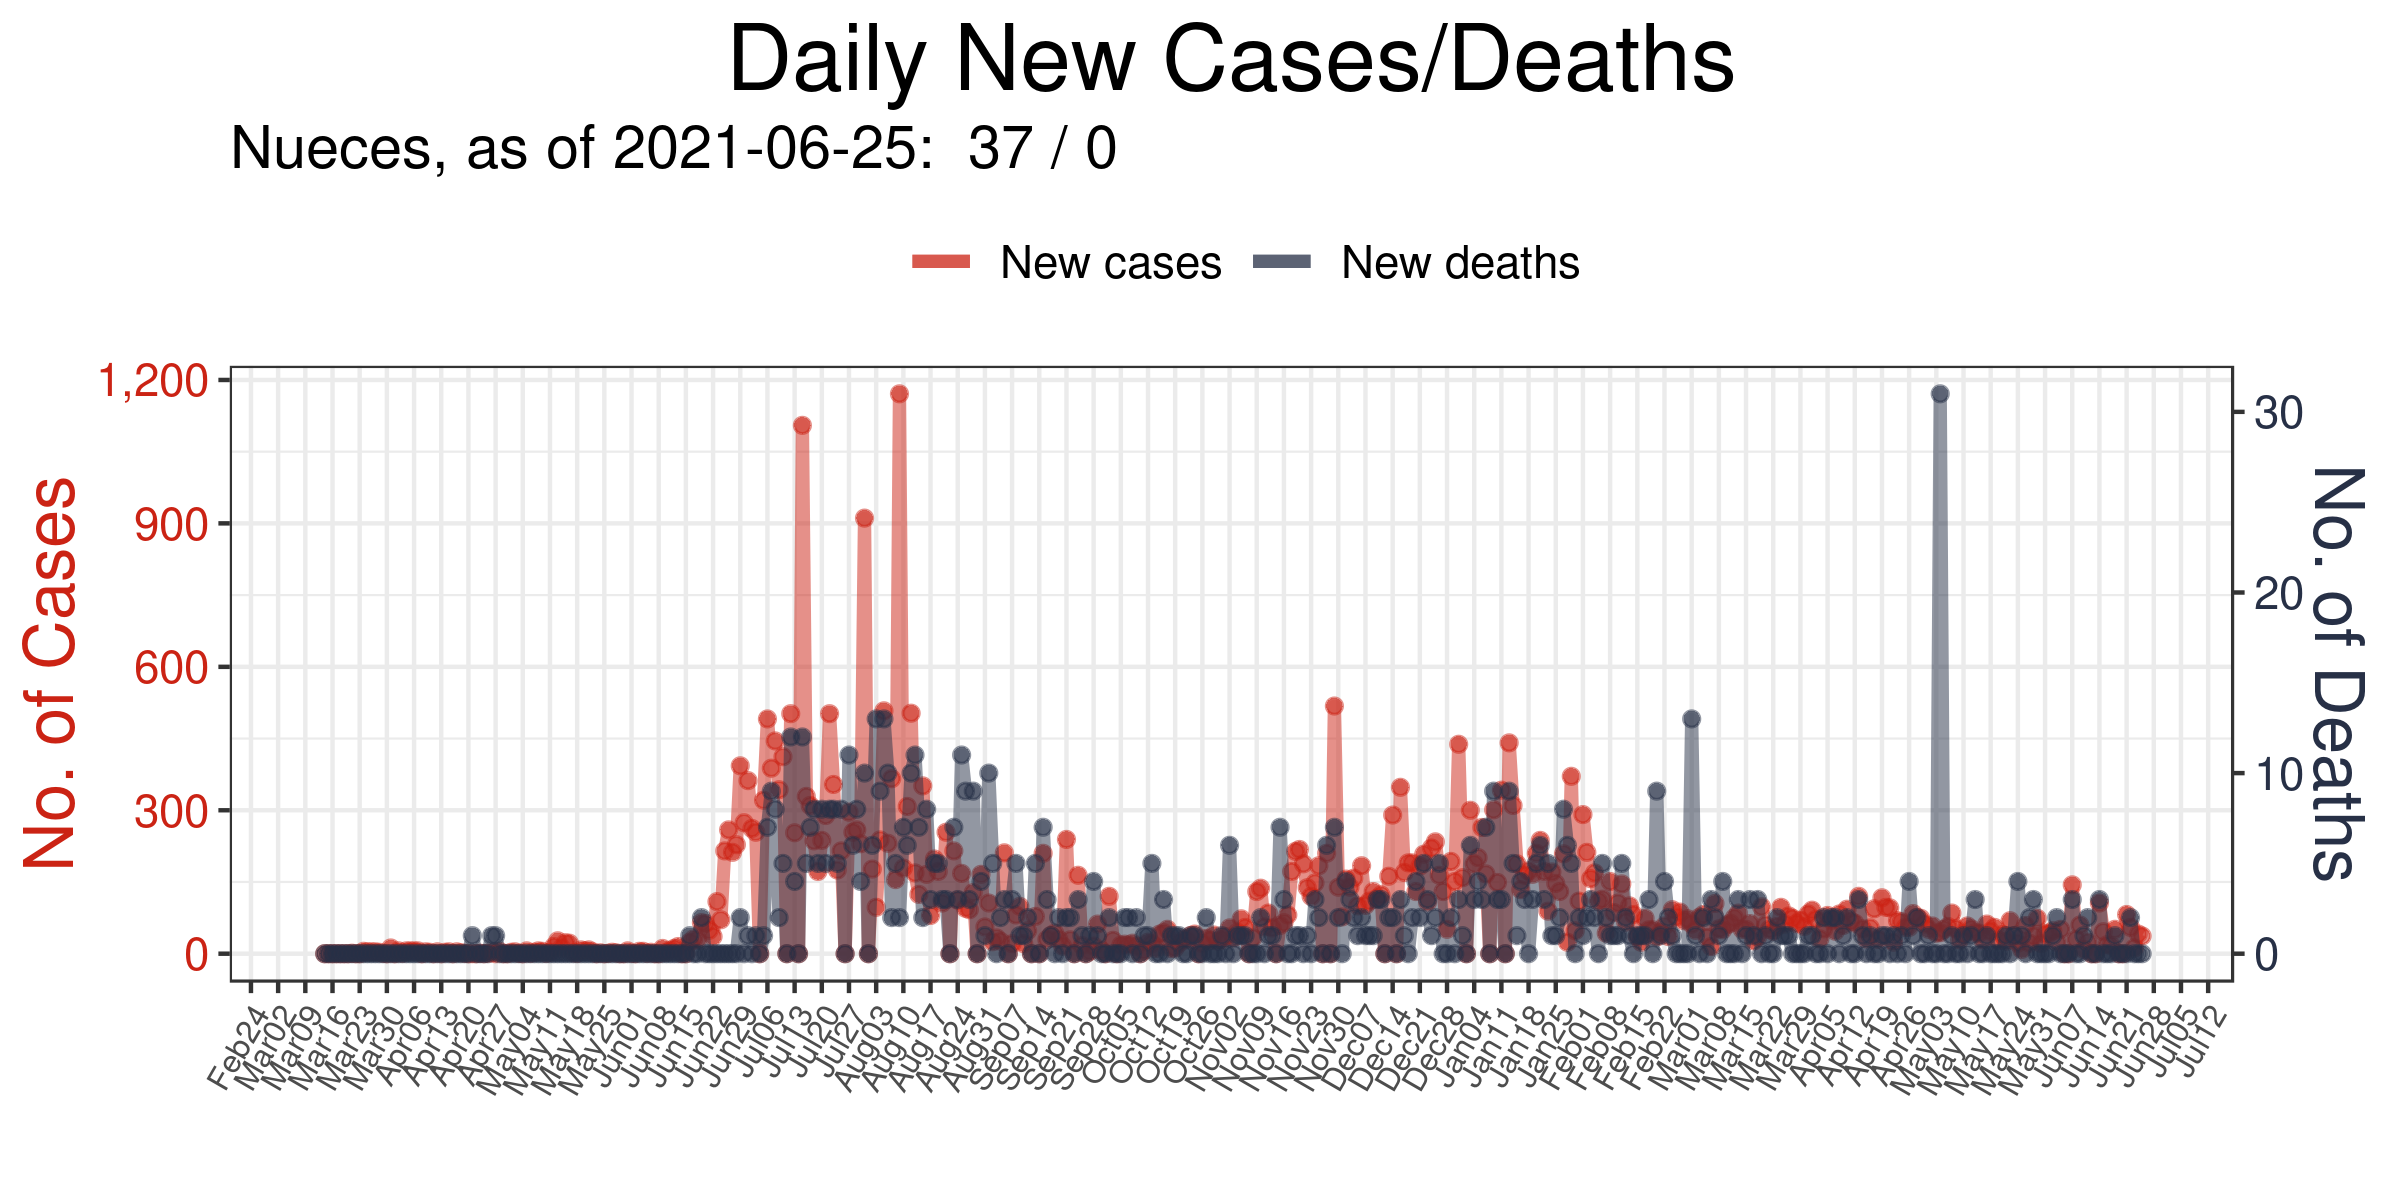 Daily New Cases/Deaths
Nueces, as of 2021-06-25:  37 / 0
New cases New deaths
No. of Cases
1,200
900
600
300
0
30
20
10
0
No. of Deaths
Feb24 Mar02 Mar09 Mar16 Mar23 Mar30 Apr06 Apr13 Apr20 Apr27 May04 May11 May18 May25 Jun01 Jun08 Jun15 Jun22 Jun29 Jul06 Jul13 Jul20 Jul27 Aug03 Aug10 Aug17 Aug24 Aug31 Sep07 Sep14 Sep21 Sep28 Oct05 Oct12 Oct19 Oct26 Nov02 Nov09 Nov16 Nov23 Nov30 Dec07 Dec14 Dec21 Dec28 Jan04 Jan11 Jan18 Jan25 Feb01 Feb08 Feb15 Feb22 Mar01 Mar08 Mar15 Mar22 Mar29 Apr05 Apr12 Apr19 Apr26 May03 May10 May17 May24 May31 Jun07 Jun14 Jun21 Jun28 Jul05 Jul12